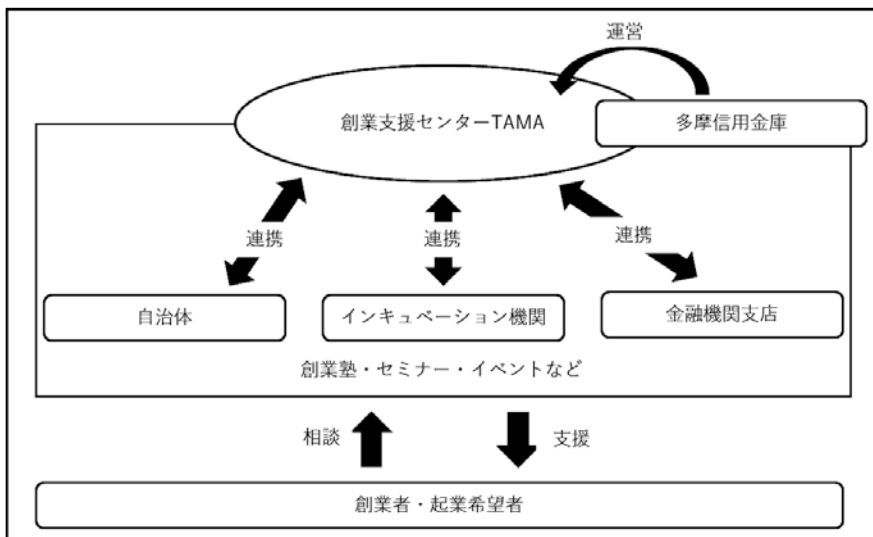 運営
創業支援センターTAMA
多摩信用金庫
連携
連携
連携
自治体
インキュベーション機関
金融機関支店
創業塾・セミナー・イベントなど
相談
支援
創業者・起業希望者